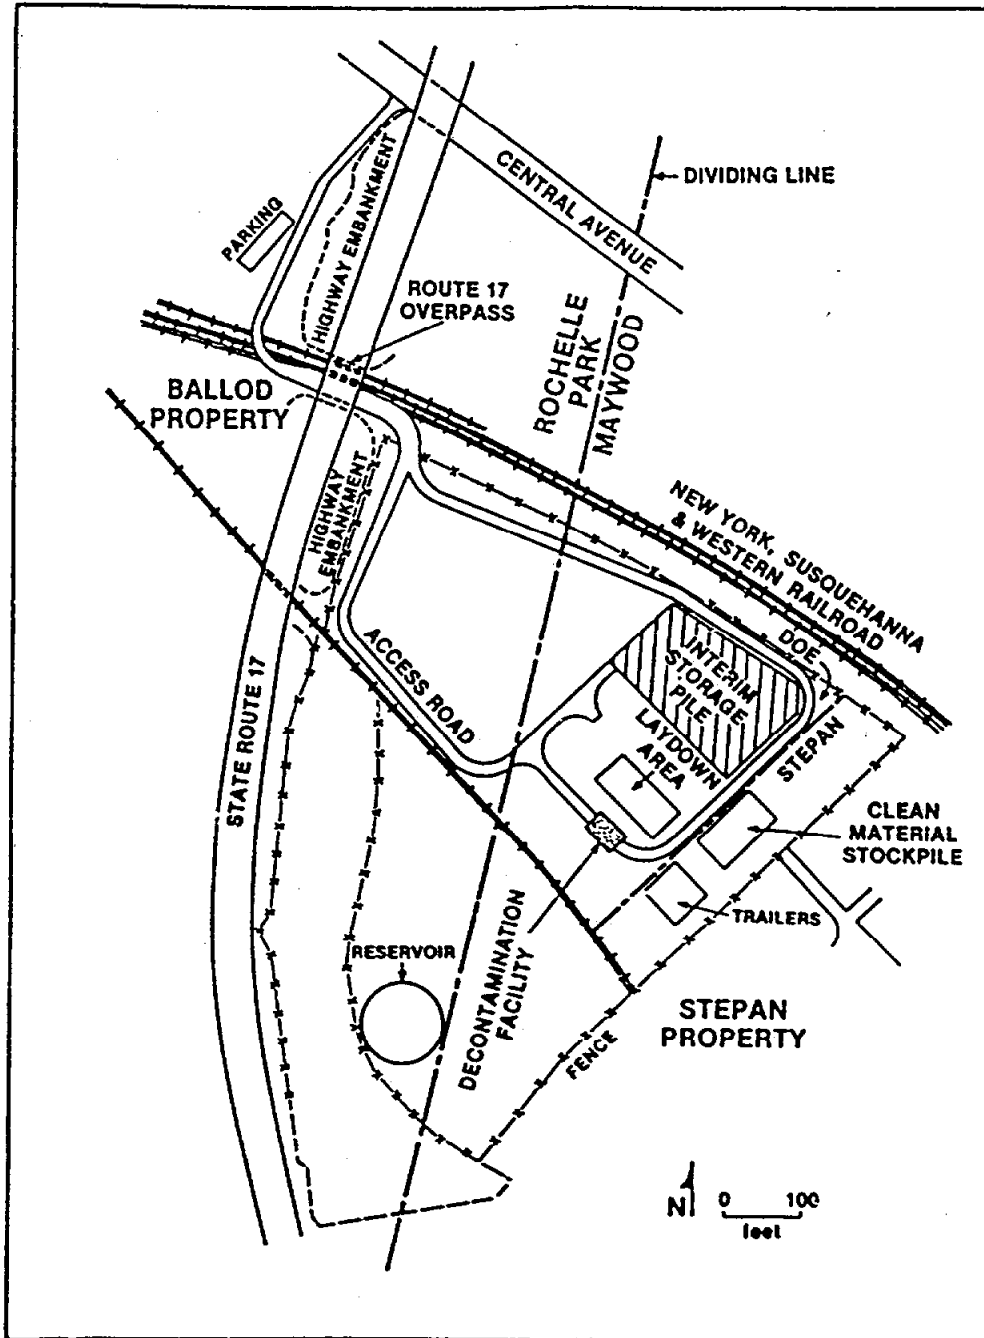 CENTRAL AVENUE
DIVIDING LINE
HIGHWAY EMBANKMENT
PARKING
ROUTE 17
OVERPASS
ROCHELLE
PARK
MAYWOOD
BALLOD
PROPERTY
HIGHWAY
EMBANKMENT
NEW YORK, SUSQUEHANNA
& WESTERN RAILROAD
DOE
STEPAN
INTERIM
STORAGE
PILE
ACCESS ROAD
LAYDOWN
AREA
STATE ROUTE 17
CLEAN
MATERIAL
STOCKPILE
TRAILERS
RESERVOIR
DECONTAMINATION
FACILITY
STEPAN
PROPERTY
FENCE
N
0 100
feet